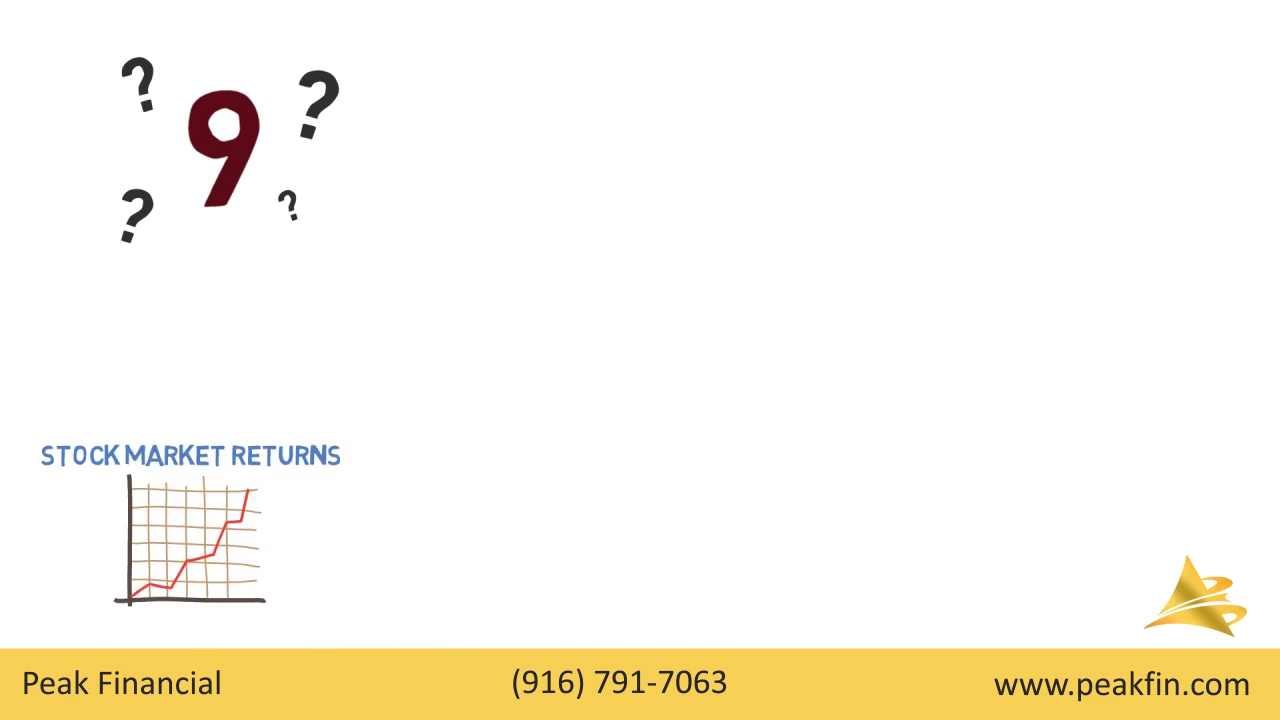 ?
?
9
?
?
STOCK MARKET RETURNS
Peak Financial
(916) 791-7063
www.peakfin.com